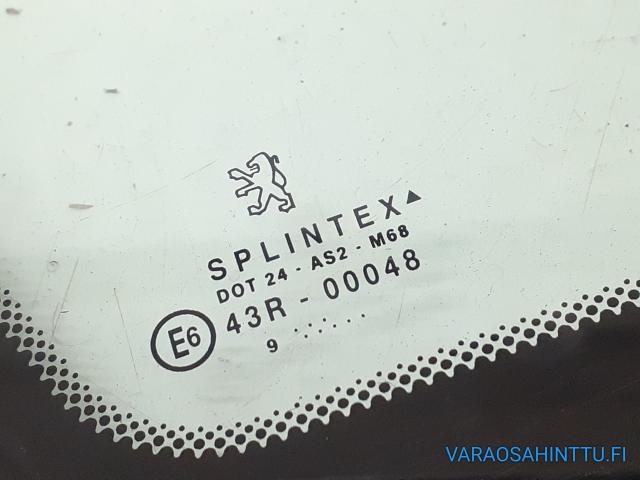 SPLINTEX▲
DOT 24 - AS2 - M68
E6 43R - 00048
9 ........
VARAOSAHINTTU.FI